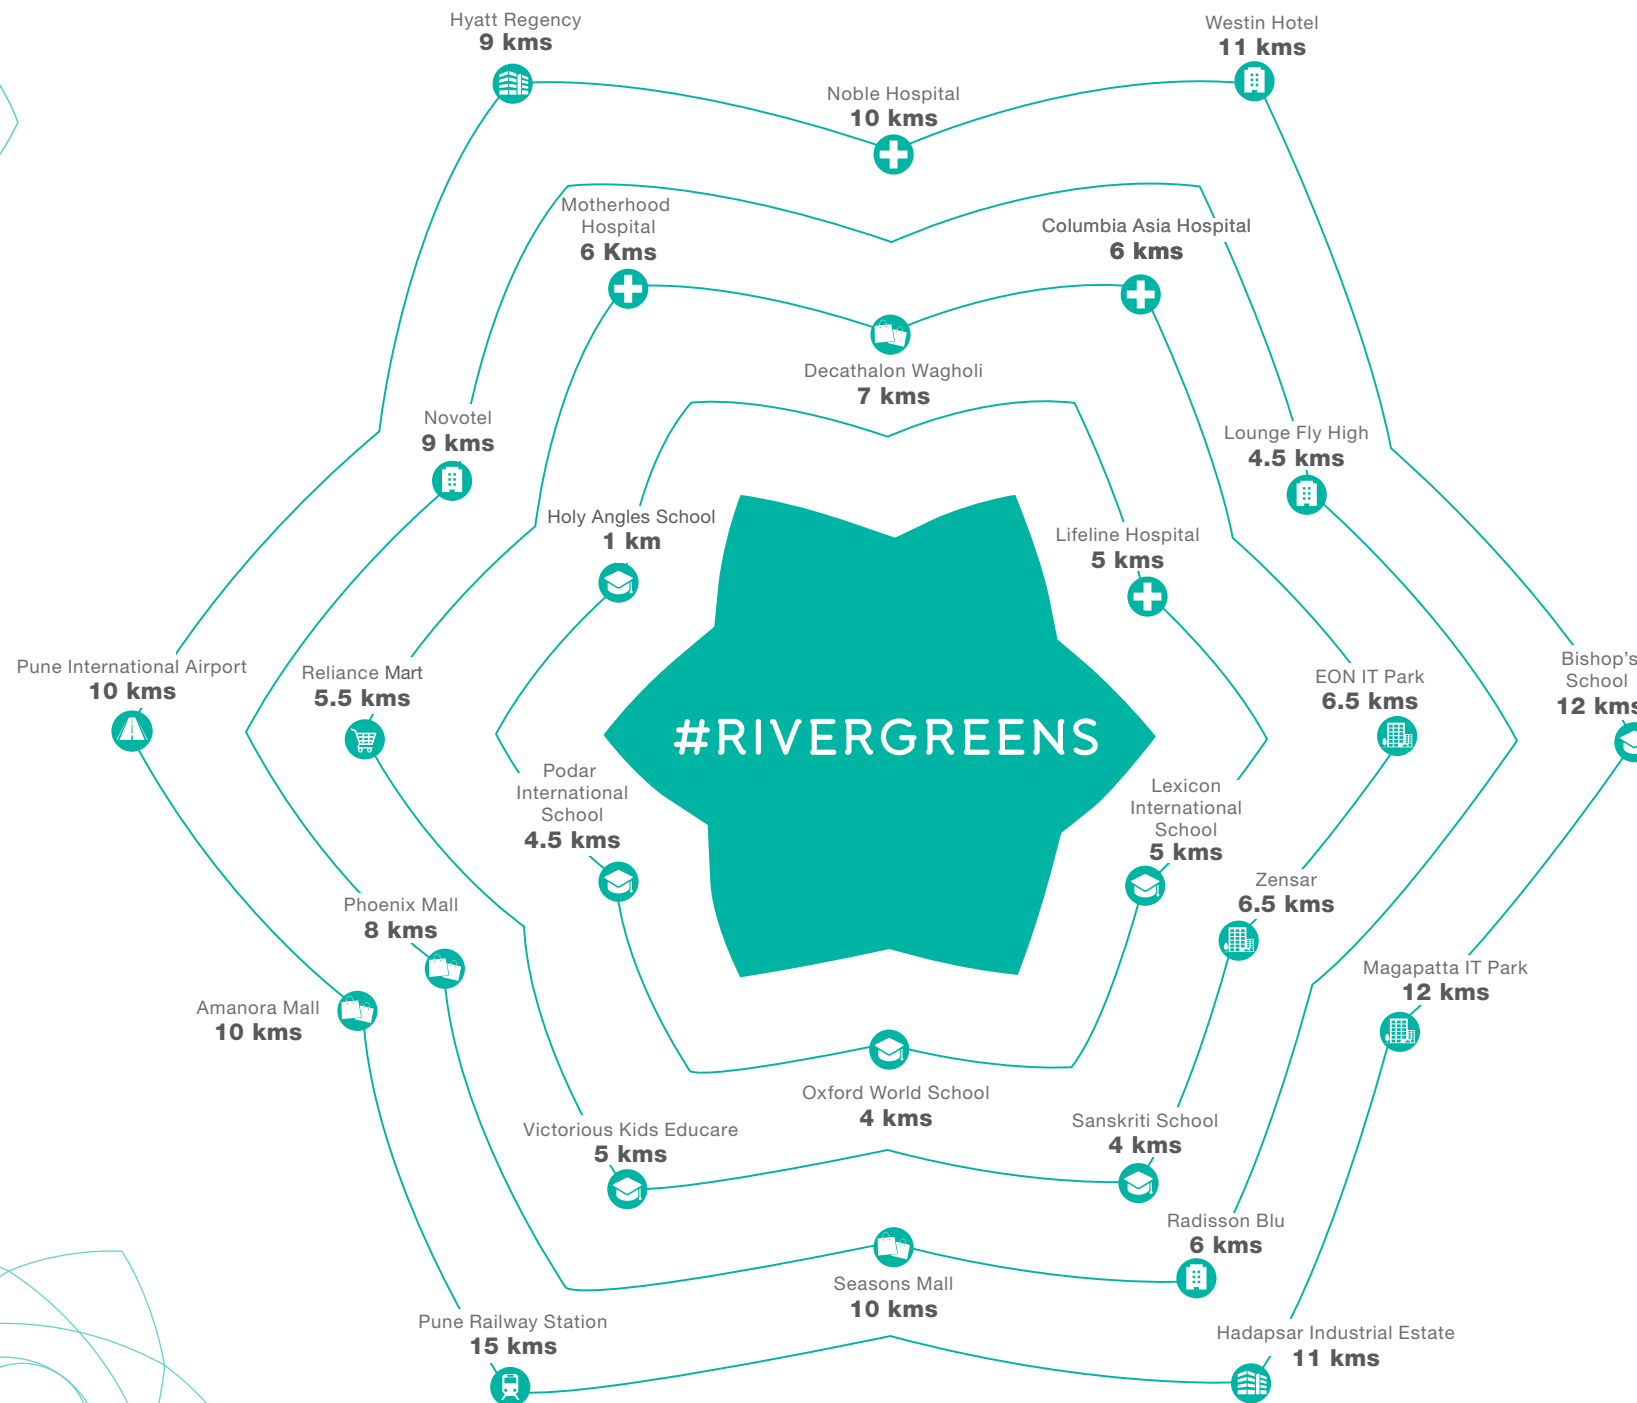 Hyatt Regency
9 kms
Westin Hotel
11 kms
Noble Hospital
10 kms
Motherhood
Hospital
6 Kms
Columbia Asia Hospital
6 kms
Decathalon Wagholi
7 kms
Novotel
9 kms
Lounge Fly High
4.5 kms
Holy Angles School
1 km
Lifeline Hospital
5 kms
Pune International Airport
10 kms
Reliance Mart
5.5 kms
#RIVERGREENS
EON IT Park
6.5 kms
Bishop's
School
12 kms
Podar
International
School
4.5 kms
Lexicon
International
School
5 kms
Phoenix Mall
8 kms
Zensar
6.5 kms
Amanora Mall
10 kms
Magapatta IT Park
12 kms
Oxford World School
4 kms
Victorious Kids Educare
5 kms
Sanskriti School
4 kms
Radisson Blu
6 kms
Seasons Mall
10 kms
Pune Railway Station
15 kms
Hadapsar Industrial Estate
11 kms